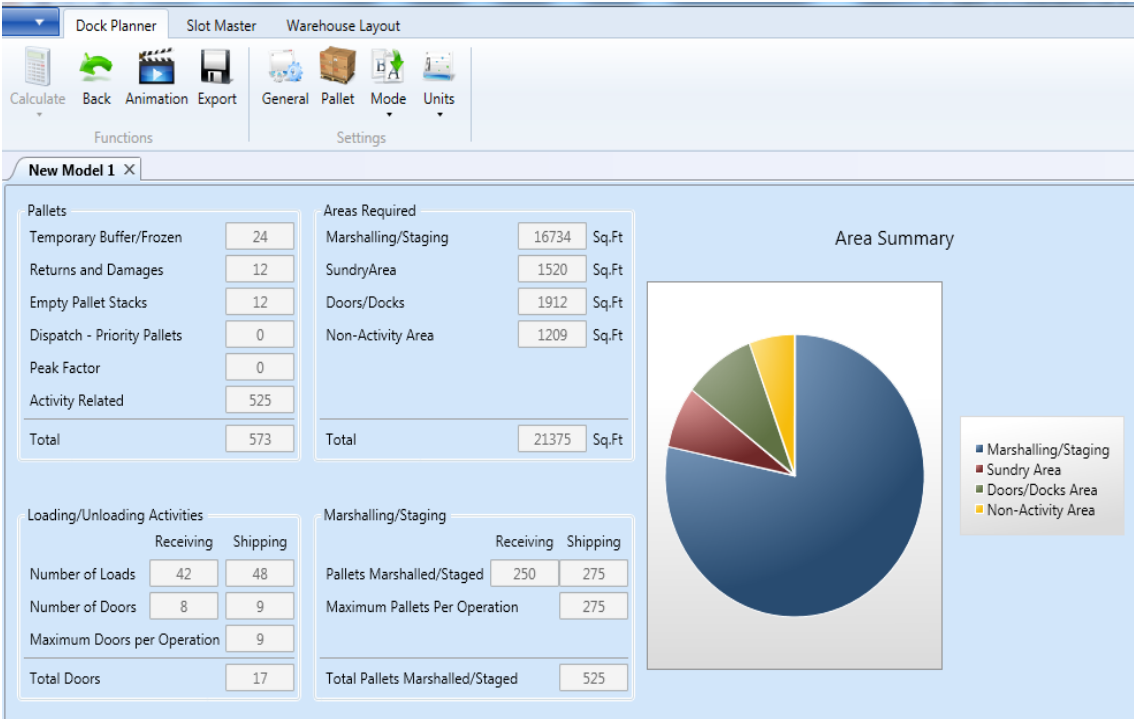 Dock Planner Slot Master Warehouse Layout
Calculate Back Animation Export General Pallet Mode Units
Functions Settings
New Model 1
Pallets
Temporary Buffer/Frozen 24
Returns and Damages 12
Empty Pallet Stacks 12
Dispatch - Priority Pallets 0
Peak Factor 0
Activity Related 525
Total 573
Areas Required
Marshalling/Staging 16734 Sq.Ft
SundryArea 1520 Sq.Ft
Doors/Docks 1912 Sq.Ft
Non-Activity Area 1209 Sq.Ft
Total 21375 Sq.Ft
Loading/Unloading Activities
Receiving Shipping
Number of Loads 42 48
Number of Doors 8 9
Maximum Doors per Operation 9
Total Doors 17
Marshalling/Staging
Receiving Shipping
Pallets Marshalled/Staged 250 275
Maximum Pallets Per Operation 275
Total Pallets Marshalled/Staged 525
Area Summary
Marshalling/Staging
Sundry Area
Doors/Docks Area
Non-Activity Area